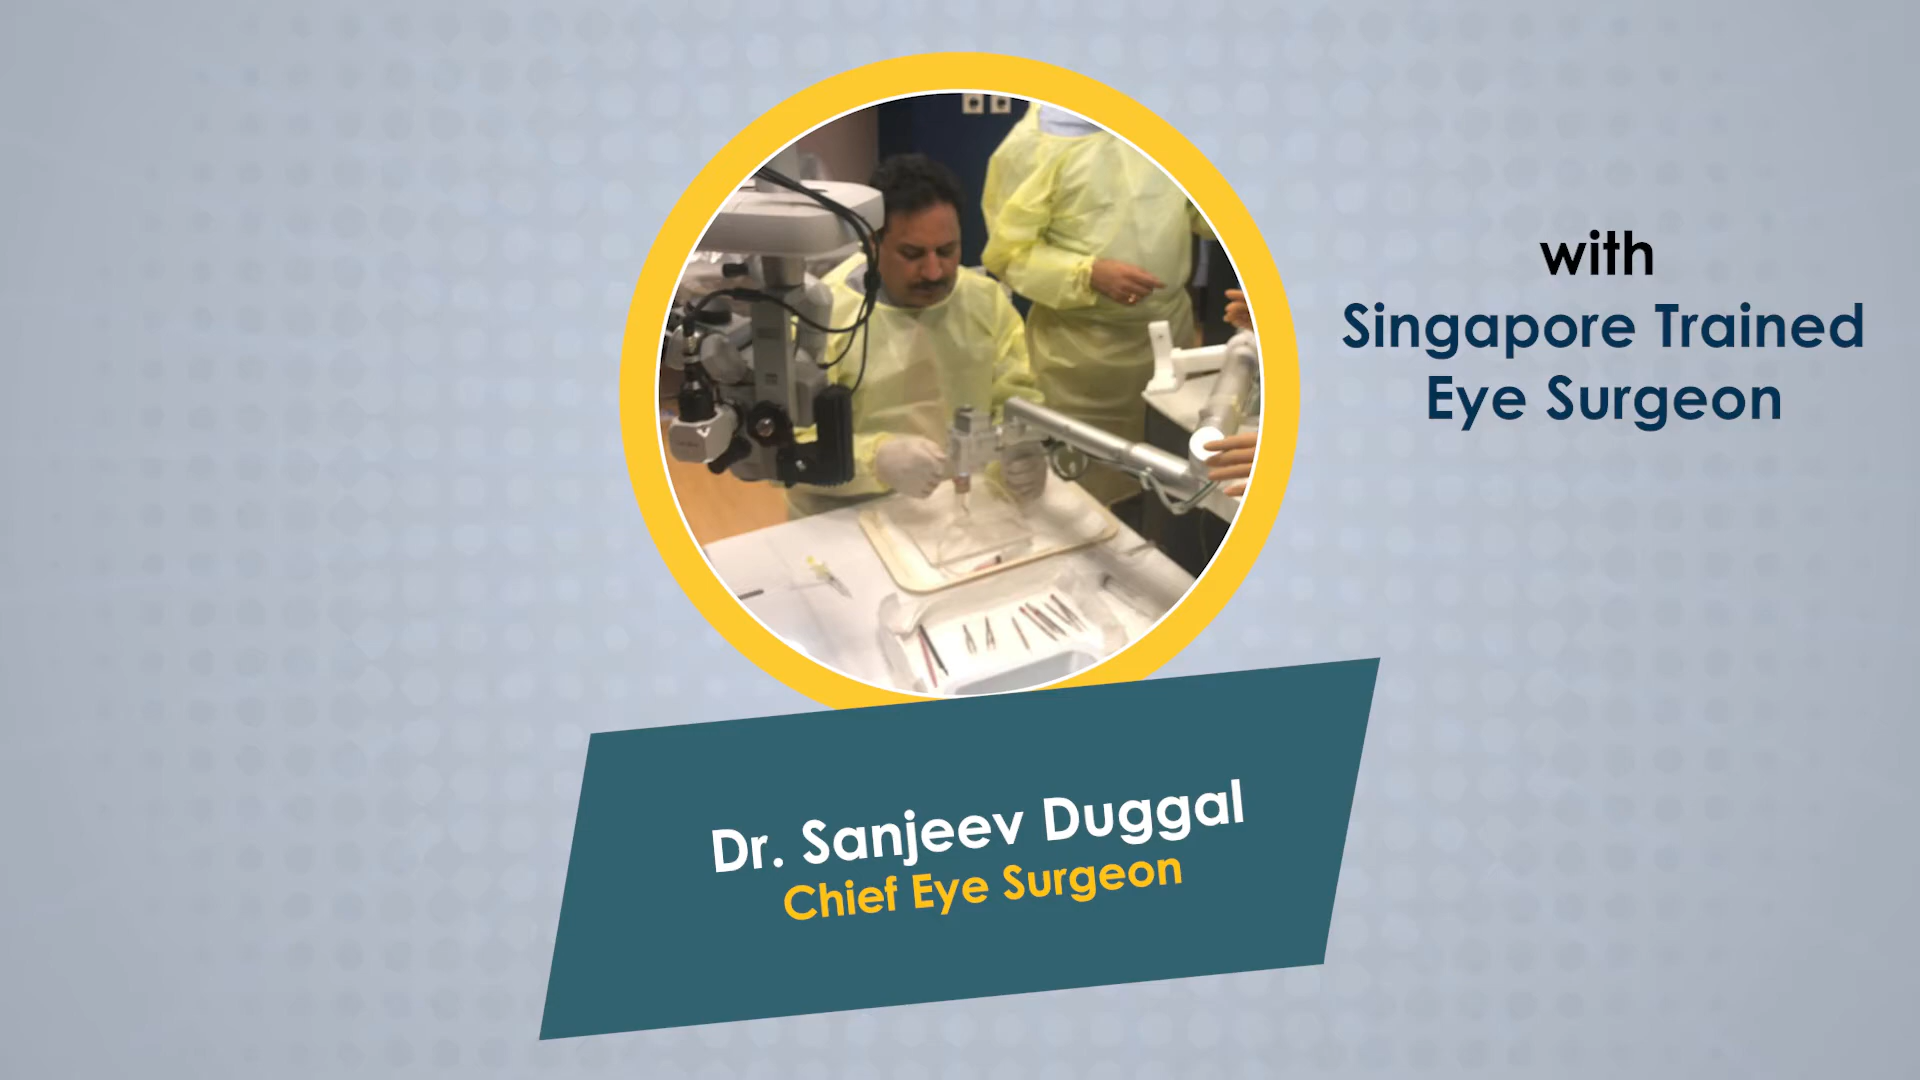 with
Singapore Trained
Eye Surgeon
Dr. Sanjeev Duggal
Chief Eye Surgeon